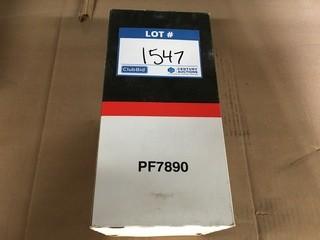 LOT #
1547
ClubBid
CENTURY AUCTIONS
PF7890